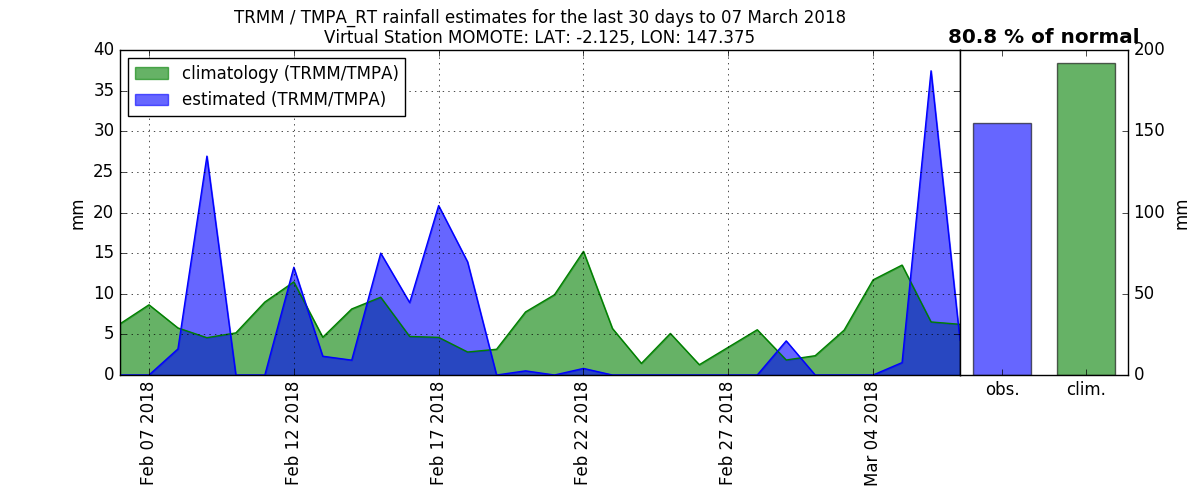 TRMM / TMPA_RT rainfall estimates for the last 30 days to 07 March 2018
Virtual Station MOMOTE: LAT: -2.125, LON: 147.375
80.8 % of normal
climatology (TRMM/TMPA)
estimated (TRMM/TMPA)
40
35
30
25
20
15
10
5
0
mm
Feb 07 2018
Feb 12 2018
Feb 17 2018
Feb 22 2018
Feb 27 2018
Mar 04 2018
obs.
clim.
200
150
100
50
0
mm